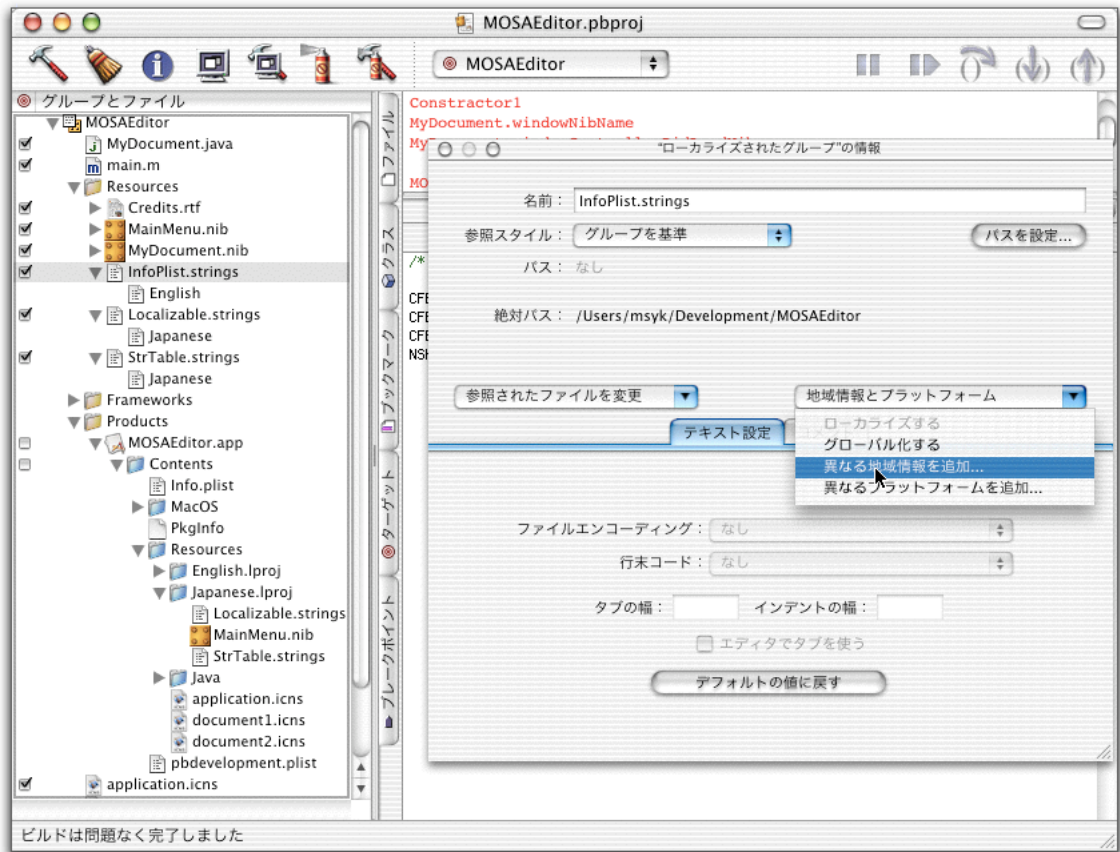 MOSAEditor.pbproj
MOSAEditor
グループとファイル
MOSAEditor
MyDocument.java
main.m
Resources
Credits.rtf
MainMenu.nib
MyDocument.nib
InfoPlist.strings
English
Localizable.strings
Japanese
StrTable.strings
Japanese
Frameworks
Products
MOSAEditor.app
Contents
Info.plist
MacOS
PkgInfo
Resources
English.lproj
Japanese.lproj
Localizable.strings
MainMenu.nib
StrTable.strings
Java
application.icns
document1.icns
document2.icns
pbdevelopment.plist
application.icns
ファイル
クラス
ブックマーク
ターゲット
ブレークポイント
Constractor1
MyDocument.windowNibName
My
MO
/*
CFE
CFE
CFE
NSH
"ローカライズされたグループ"の情報
名前： InfoPlist.strings
参照スタイル： グループを基準 パスを設定...
パス： なし
絶対パス： /Users/msyk/Development/MOSAEditor
参照されたファイルを変更 地域情報とプラットフォーム
テキスト設定
ローカライズする
グローバル化する
異なる地域情報を追加...
異なるプラットフォームを追加...
ファイルエンコーディング： なし
行末コード： なし
タブの幅： インデントの幅：
エディタでタブを使う
デフォルトの値に戻す
ビルドは問題なく完了しました